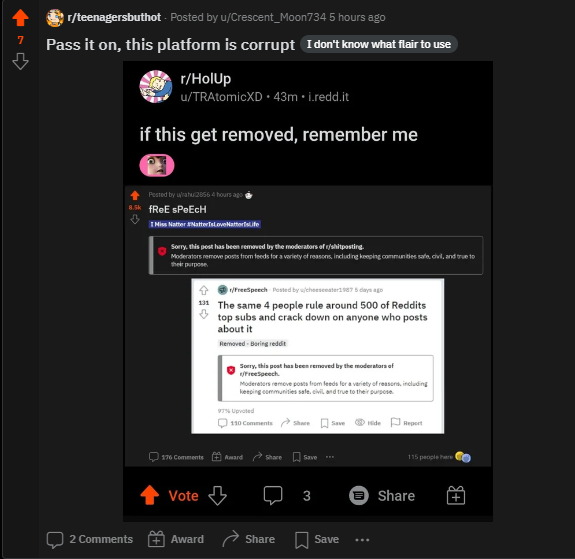 r/teenagersbuthot · Posted by u/Crescent_Moon734 5 hours ago
7
Pass it on, this platform is corrupt I don't know what flair to use
r/HolUp
u/TRAtomicXD • 43m • i.redd.it
if this get removed, remember me
Posted by u/rahul2856 4 hours ago
8.5k
fReE sPeEcH
I Miss Natter #NatterIsLoveNatterIsLife
Sorry, this post has been removed by the moderators of r/shitposting.
Moderators remove posts from feeds for a variety of reasons, including keeping communities safe, civil, and true to
their purpose.
r/FreeSpeech · Posted by u/cheeseeater1987 5 days ago
131
The same 4 people rule around 500 of Reddits
top subs and crack down on anyone who posts
about it
Removed - Boring reddit
Sorry, this post has been removed by the moderators of
r/FreeSpeech.
Moderators remove posts from feeds for a variety of reasons, including
keeping communities safe, civil, and true to their purpose.
97% Upvoted
110 Comments Share Save Hide Report
176 Comments Award Share Save ••• 115 people here
Vote 3 Share
2 Comments Award Share Save •••